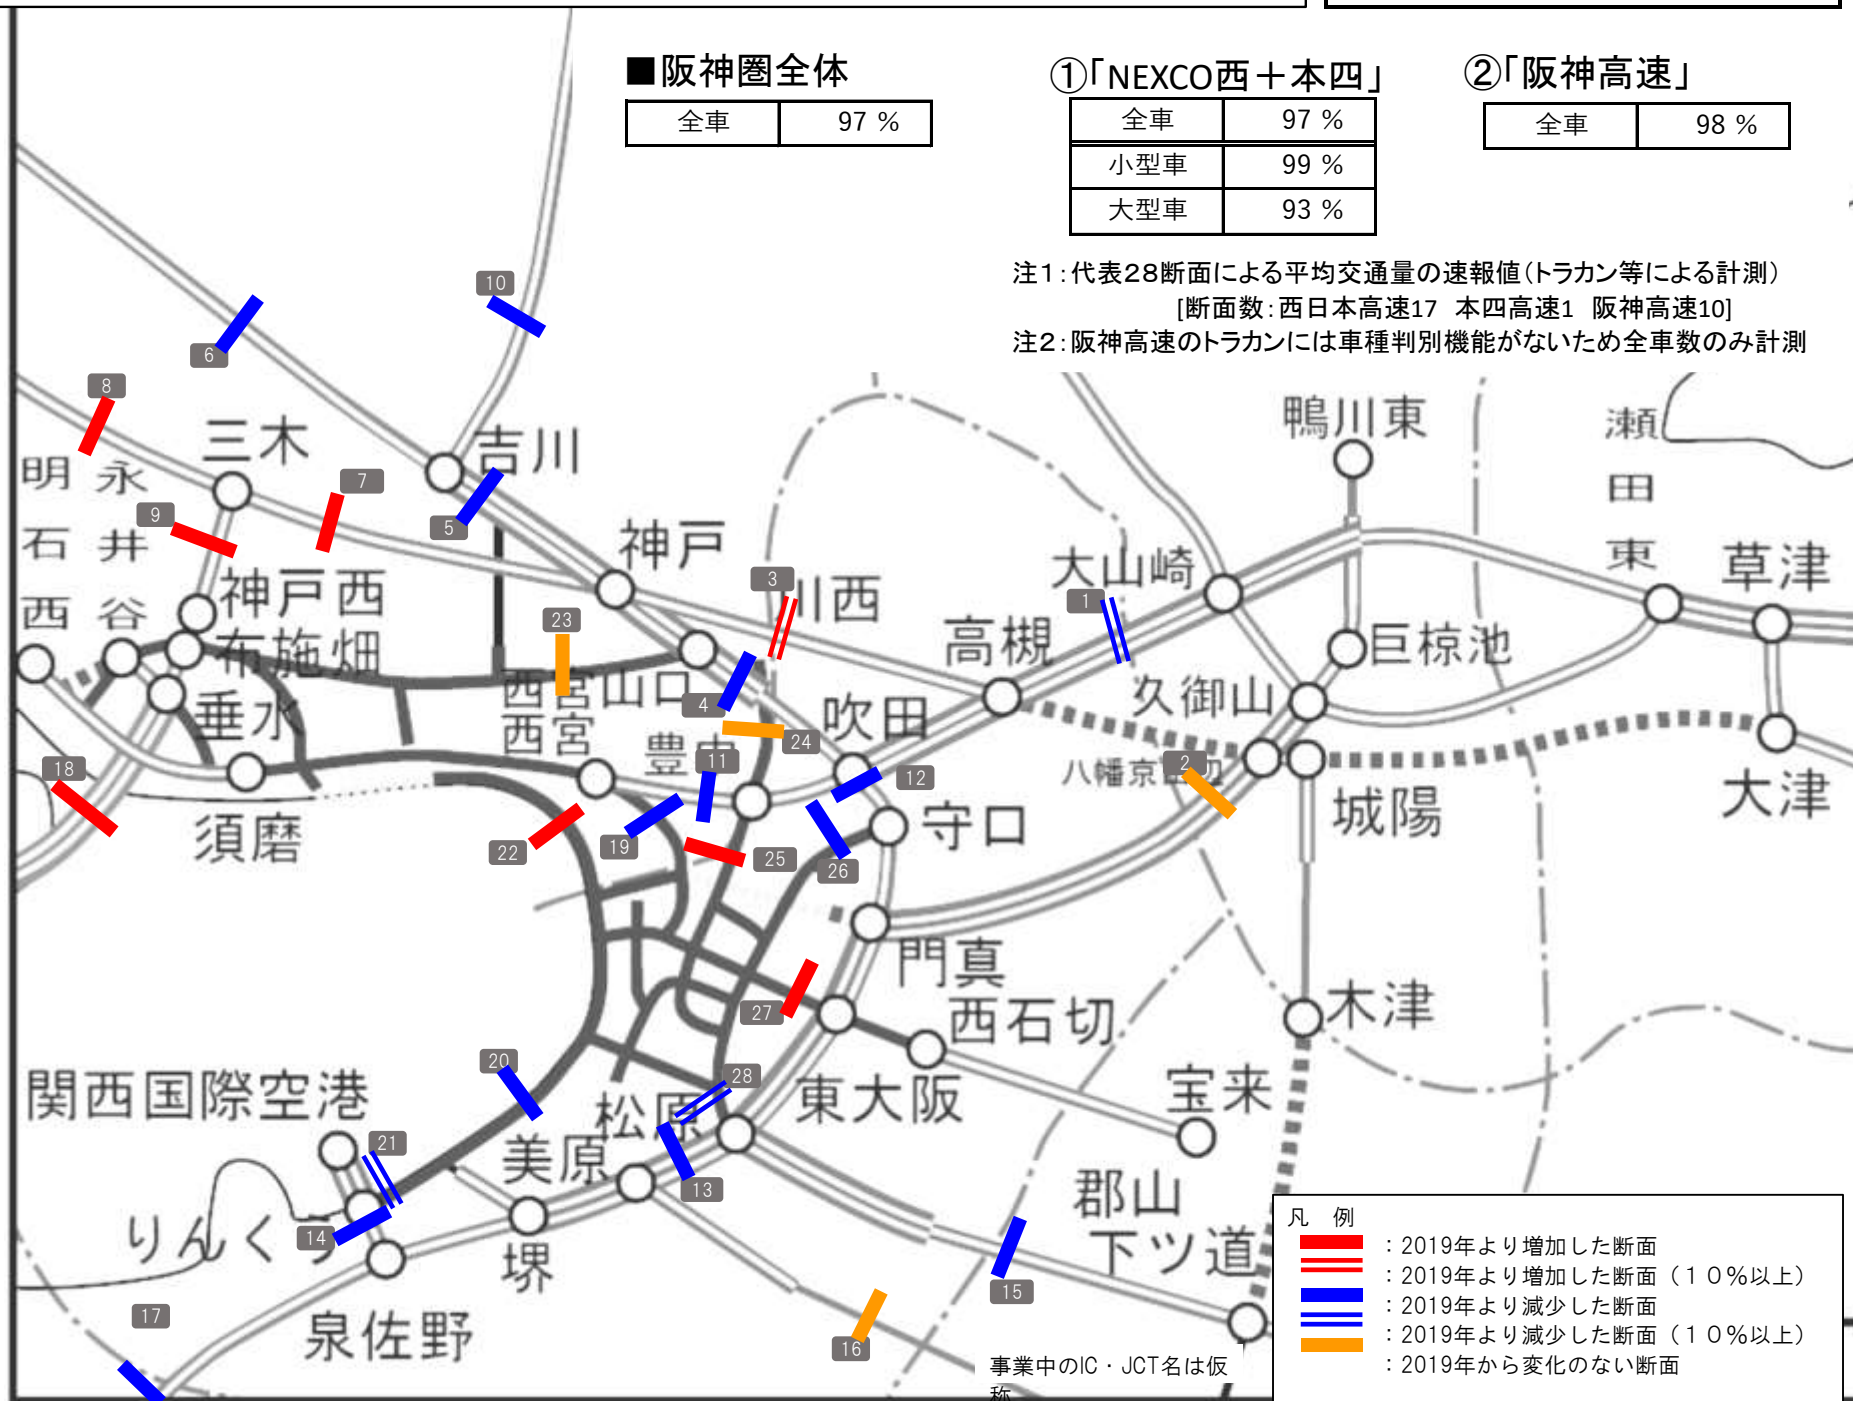 ■阪神圏全体
全車 97 %
①「NEXCO西＋本四」
全車 97 %
小型車 99 %
大型車 93 %
②「阪神高速」
全車 98 %
注１：代表２８断面による平均交通量の速報値（トラカン等による計測）
[断面数：西日本高速17 本四高速1 阪神高速10]
注２：阪神高速のトラカンには車種判別機能がないため全車数のみ計測
10
6
8
三木
吉川
鴨川東
瀬田東
明石西
永井谷
7
9
5
神戸
大山崎
草津
神戸西
3
川西
1
布施畑
23
高槻
巨椋池
西宮山口
久御山
垂水
西宮
4
吹田
24
豊中
11
12
八幡京田辺
2
18
大津
須磨
守口
城陽
22
19
25
26
門真
27
西石切
木津
20
28
関西国際空港
松原
東大阪
宝来
21
美原
13
郡山
りんくう
14
下ツ道
堺
15
17
泉佐野
16
事業中のIC・JCT名は仮
称
凡 例
：2019年より増加した断面
：2019年より増加した断面（１０％以上）
：2019年より減少した断面
：2019年より減少した断面（１０％以上）
：2019年から変化のない断面